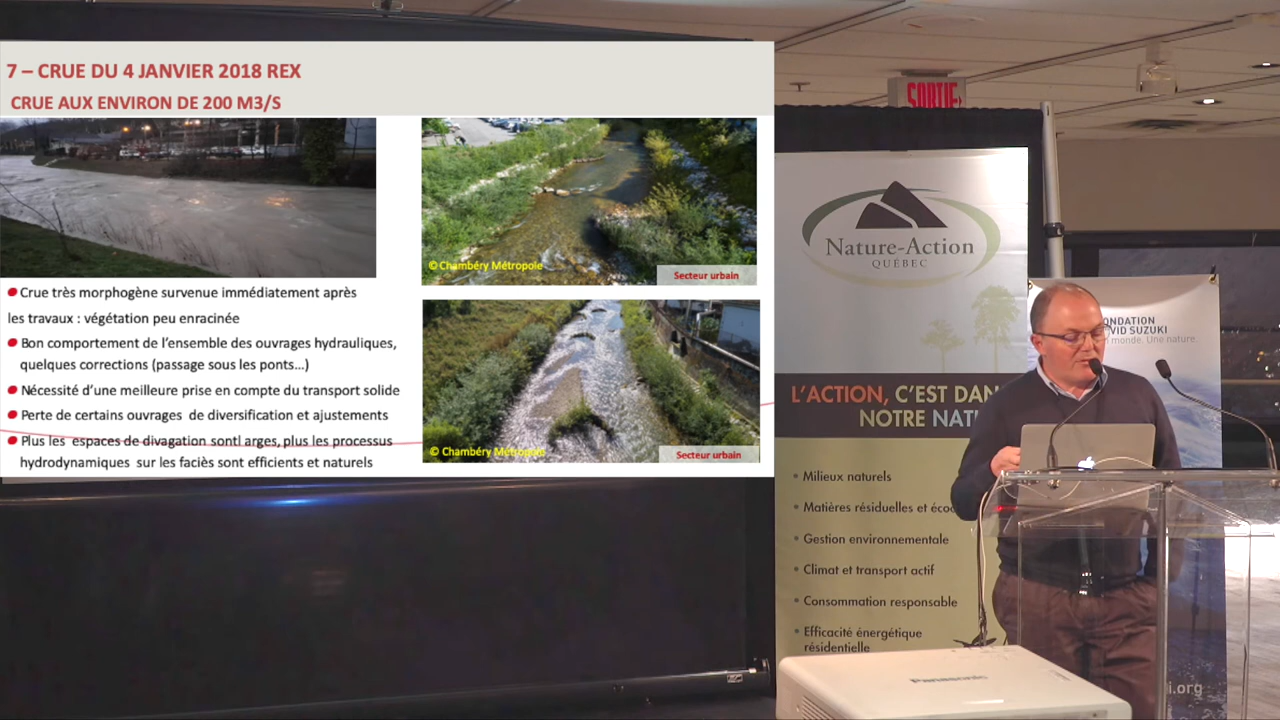 7 – CRUE DU 4 JANVIER 2018 REX
CRUE AUX ENVIRON DE 200 M3/S
© Chambéry Métropole
Secteur urbain
Crue très morphogène survenue immédiatement après
les travaux : végétation peu enracinée
Bon comportement de l'ensemble des ouvrages hydrauliques,
quelques corrections (passage sous les ponts...)
Nécessité d'une meilleure prise en compte du transport solide
Perte de certains ouvrages de diversification et ajustements
Plus les espaces de divagation sontl arges, plus les processus
hydrodynamiques sur les faciès sont efficients et naturels
© Chambéry Métropole
Secteur urbain
SORTIE
Nature-Action
QUÉBEC
L'ACTION, C'EST DAN
NOTRE NAT
• Milieux naturels
• Matières résiduelles et éco
• Gestion environnementale
• Climat et transport actif
• Consommation responsable
• Efficacité énergétique
résidentielle
ONDATION
VID SUZUKI
n monde. Une nature.
i.org
Panasonic